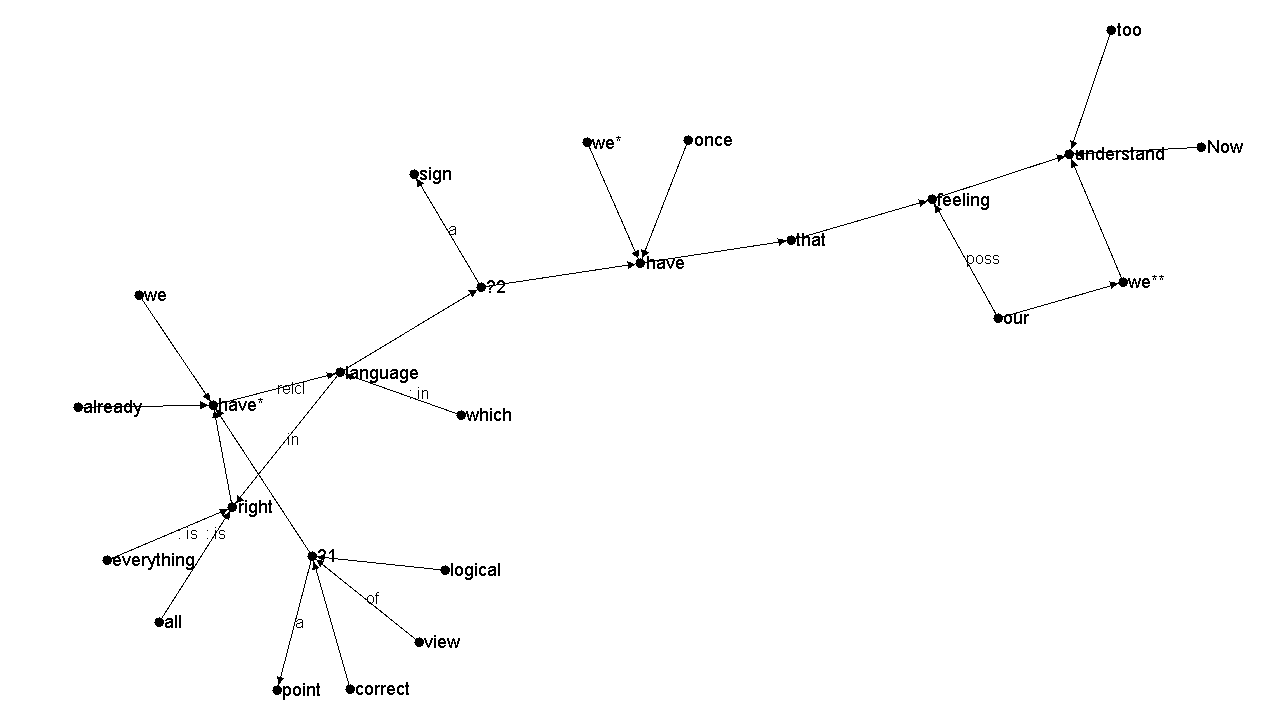 too
we*
once
understand
Now
sign
feeling
a
that
have
poss
we**
?2
we
our
language
relcl
: in
already
have*
which
in
right
: is : is
everything
?1
logical
of
all
a
view
point
correct